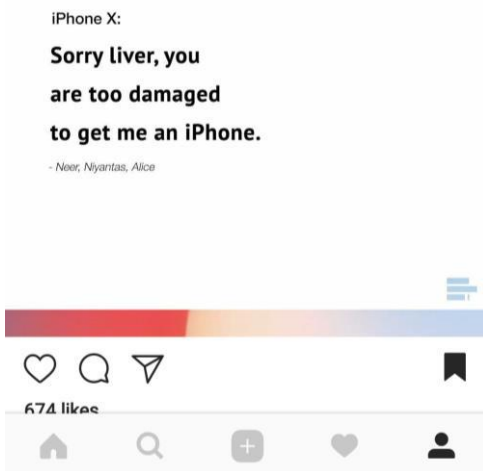 iPhone X:
Sorry liver, you
are too damaged
to get me an iPhone.
- Neer, Niyantas, Alice
674 likes